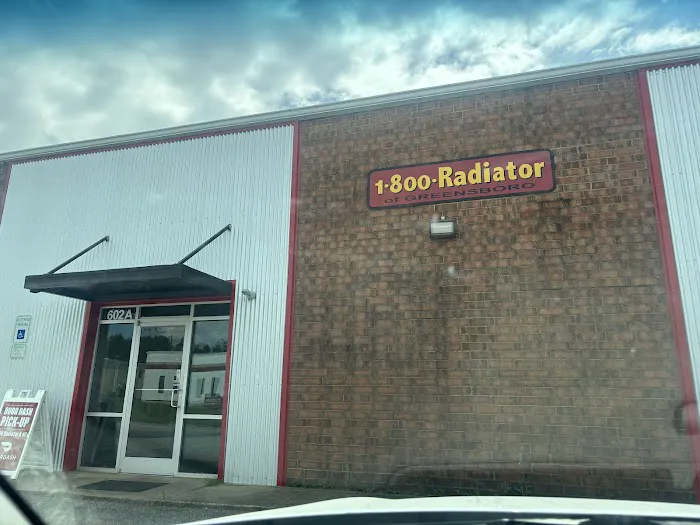 1-800-Radiator
of GREENSBORO
602A
DOOR DASH
PICK-UP